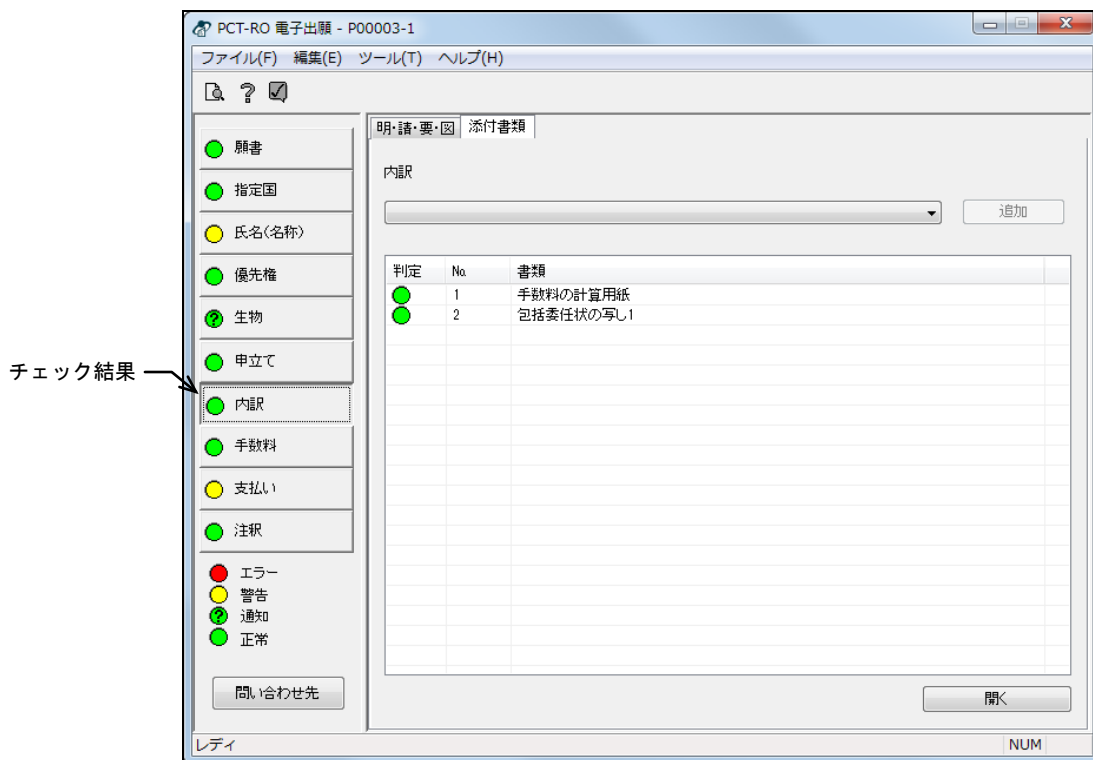 PCT-RO 電子出願 - P00003-1
ファイル(F) 編集(E) ツール(T) ヘルプ(H)
願書
指定国
氏名(名称)
優先権
生物
申立て
内訳
手数料
支払い
注釈
エラー
警告
通知
正常
問い合わせ先
チェック結果
明・請・要・図 添付書類
内訳
追加
判定 No. 書類
1 手数料の計算用紙
2 包括委任状の写し1
開く
レディ NUM